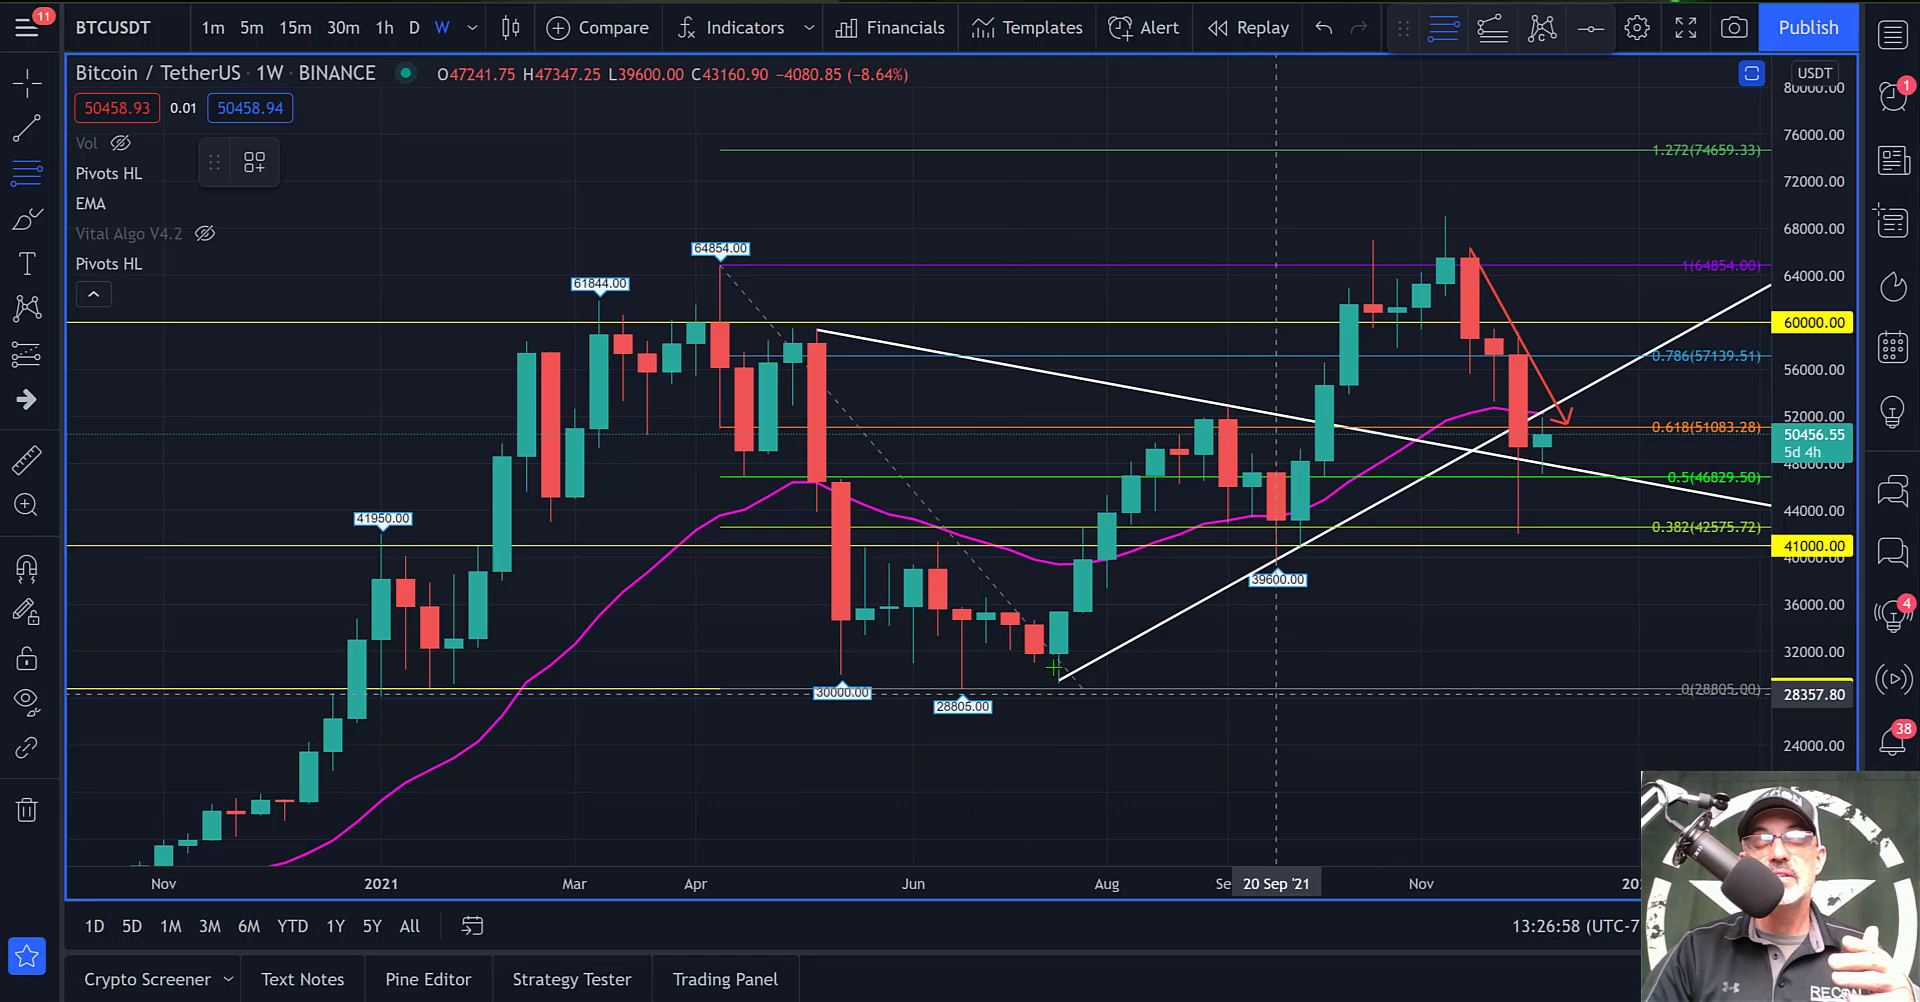 11
BTCUSDT
1m 5m 15m 30m 1h D W
Compare
Indicators
Financials
Templates
Alert
Replay
Publish
Bitcoin / TetherUS · 1W · BINANCE
O47241.75 H47347.25 L39600.00 C43160.90 −4080.85 (−8.64%)
USDT
50458.93 0.01 50458.94
Vol
Pivots HL
EMA
Vital Algo V4.2
Pivots HL
80000.00
76000.00
1.272(74659.33)
72000.00
68000.00
64854.00
1(64854.00)
64000.00
61844.00
60000.00
0.786(57139.51)
56000.00
52000.00
0.618(51083.28)
50456.55
5d 4h
48000.00
0.5(46829.50)
44000.00
41950.00
0.382(42575.72)
41000.00
40000.00
39600.00
36000.00
32000.00
30000.00
28805.00
0(28805.00)
28357.80
24000.00
Nov 2021 Mar Apr Jun Aug Se 20 Sep '21 Nov 20
1D 5D 1M 3M 6M YTD 1Y 5Y All
13:26:58 (UTC-7
Crypto Screener
Text Notes
Pine Editor
Strategy Tester
Trading Panel
1
4
38
RECON